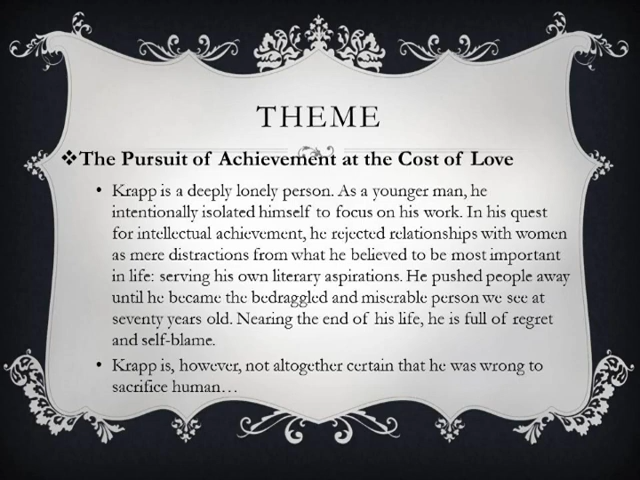 THEME
❖The Pursuit of Achievement at the Cost of Love
• Krapp is a deeply lonely person. As a younger man, he
intentionally isolated himself to focus on his work. In his quest
for intellectual achievement, he rejected relationships with women
as mere distractions from what he believed to be most important
in life: serving his own literary aspirations. He pushed people away
until he became the bedraggled and miserable person we see at
seventy years old. Nearing the end of his life, he is full of regret
and self-blame.
• Krapp is, however, not altogether certain that he was wrong to
sacrifice human…